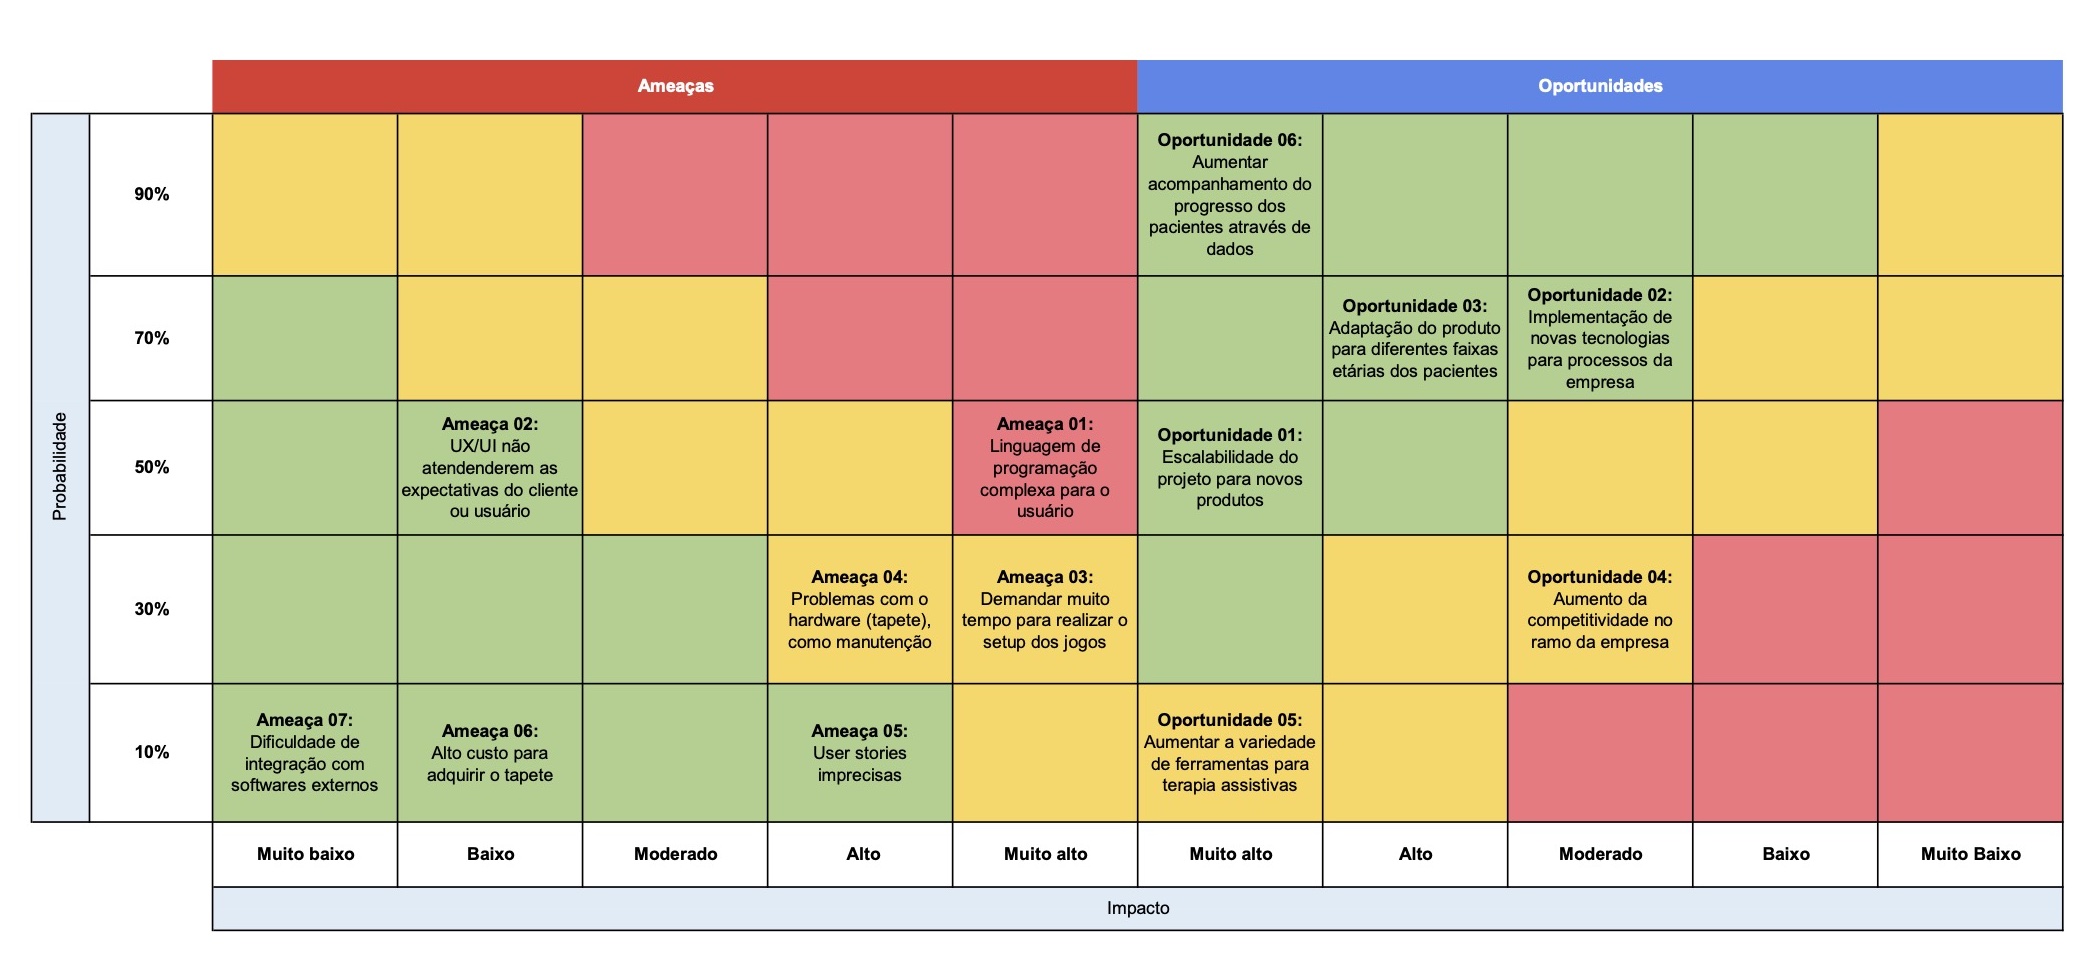 Ameaças
Oportunidades
Probabilidade
90%
Oportunidade 06:
Aumentar
acompanhamento do
progresso dos
pacientes através de
dados
70%
Oportunidade 03:
Adaptação do produto
para diferentes faixas
etárias dos pacientes
Oportunidade 02:
Implementação de
novas tecnologias
para processos da
empresa
50%
Ameaça 02:
UX/UI não
atendenderem as
expectativas do cliente
ou usuário
Ameaça 01:
Linguagem de
programação
complexa para o
usuário
Oportunidade 01:
Escalabilidade do
projeto para novos
produtos
30%
Ameaça 04:
Problemas com o
hardware (tapete),
como manutenção
Ameaça 03:
Demandar muito
tempo para realizar o
setup dos jogos
Oportunidade 04:
Aumento da
competitividade no
ramo da empresa
10%
Ameaça 07:
Dificuldade de
integração com
softwares externos
Ameaça 06:
Alto custo para
adquirir o tapete
Ameaça 05:
User stories
imprecisas
Oportunidade 05:
Aumentar a variedade
de ferramentas para
terapia assistivas
Muito baixo
Baixo
Moderado
Alto
Muito alto
Muito alto
Alto
Moderado
Baixo
Muito Baixo
Impacto